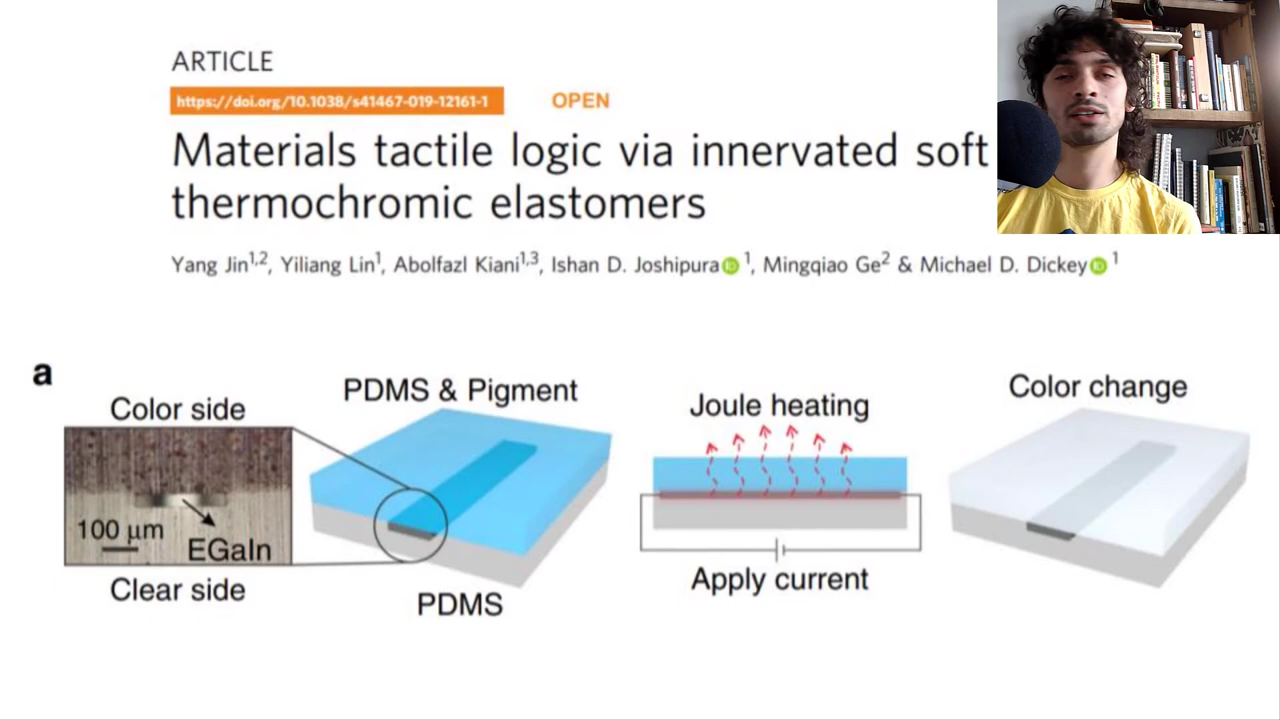 ARTICLE
https://doi.org/10.1038/s41467-019-12161-1 OPEN
Materials tactile logic via innervated soft
thermochromic elastomers
Yang Jin1,2, Yiliang Lin1, Abolfazl Kiani1,3, Ishan D. Joshipura iD 1, Mingqiao Ge2 & Michael D. Dickey iD 1
a
Color side
100 µm
EGaIn
Clear side
PDMS & Pigment
PDMS
Joule heating
Apply current
Color change